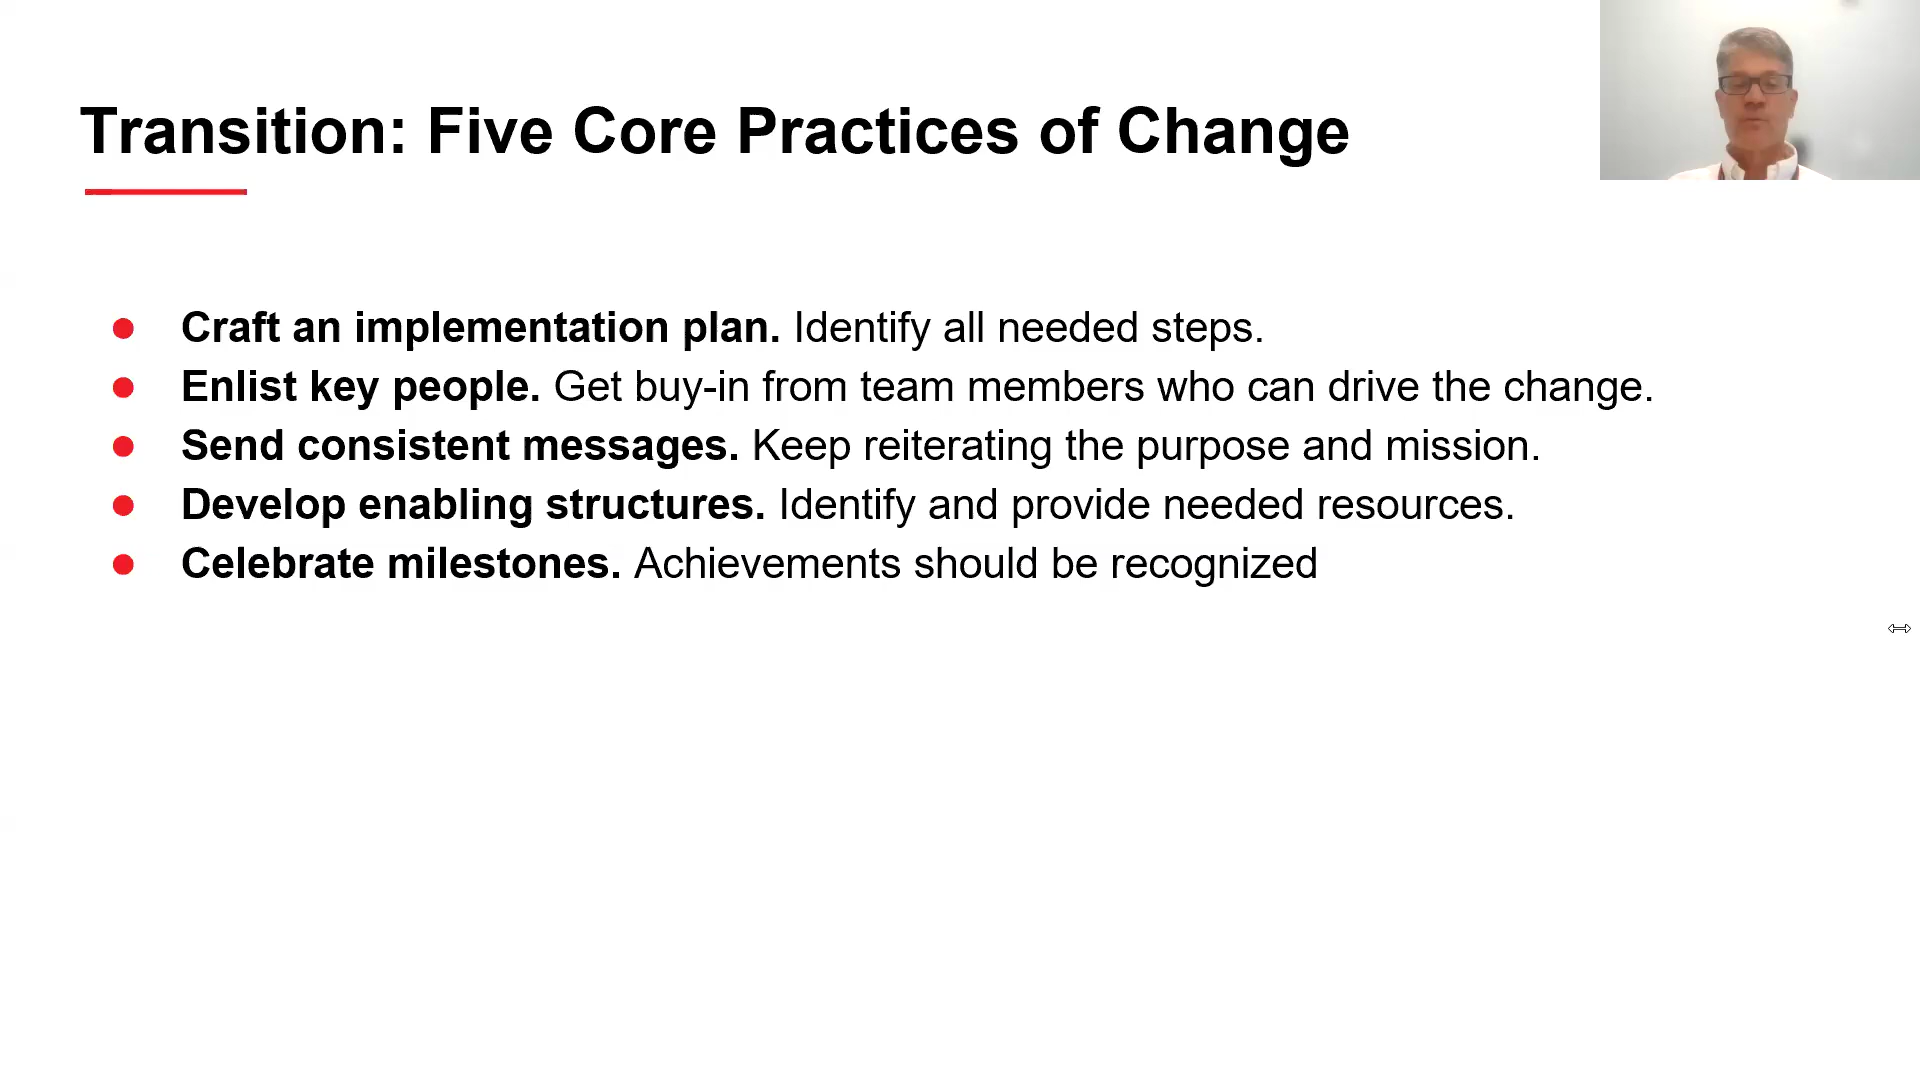 Transition: Five Core Practices of Change
● Craft an implementation plan. Identify all needed steps.
● Enlist key people. Get buy-in from team members who can drive the change.
● Send consistent messages. Keep reiterating the purpose and mission.
● Develop enabling structures. Identify and provide needed resources.
● Celebrate milestones. Achievements should be recognized